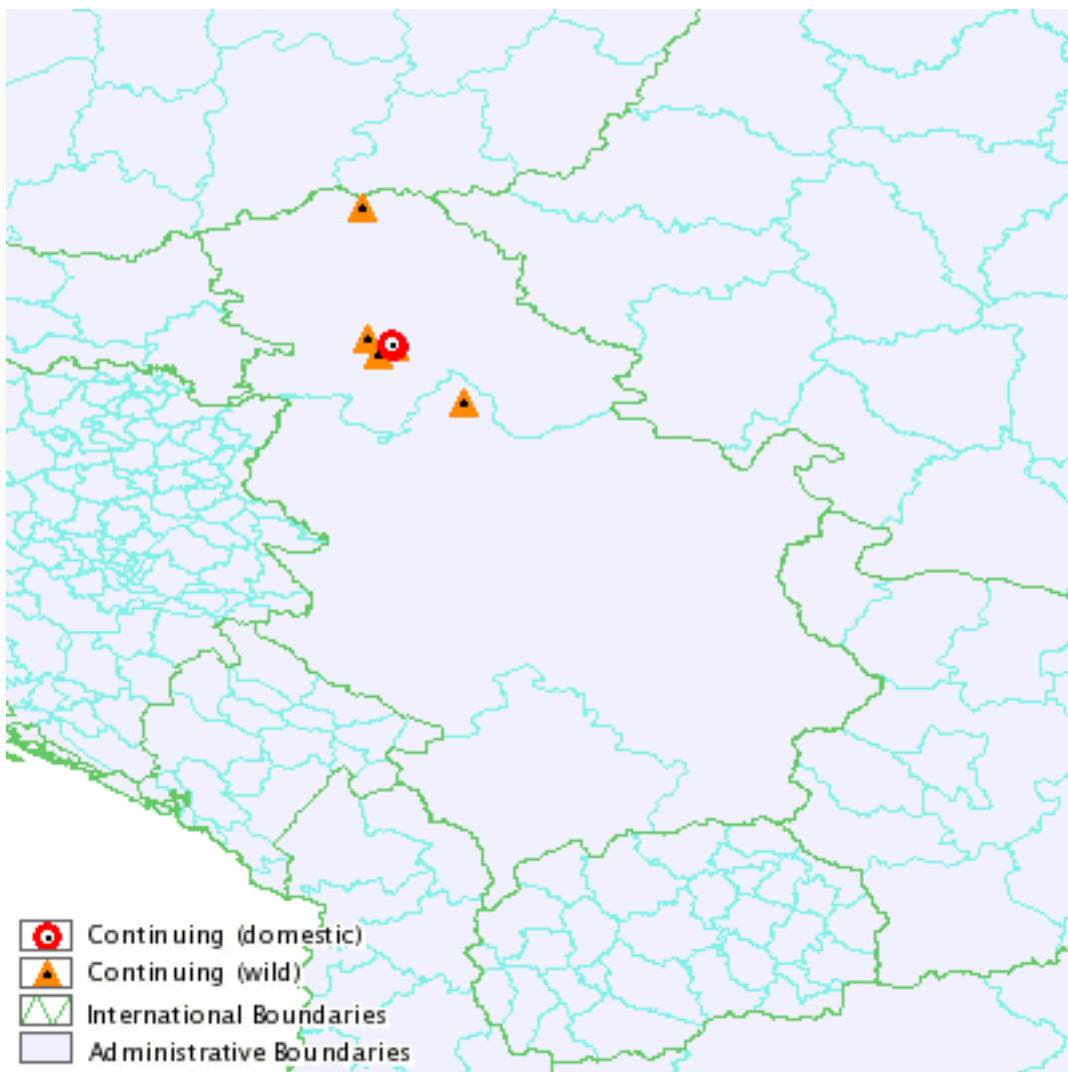 Continuing (domestic)
Continuing (wild)
International Boundaries
Administrative Boundaries